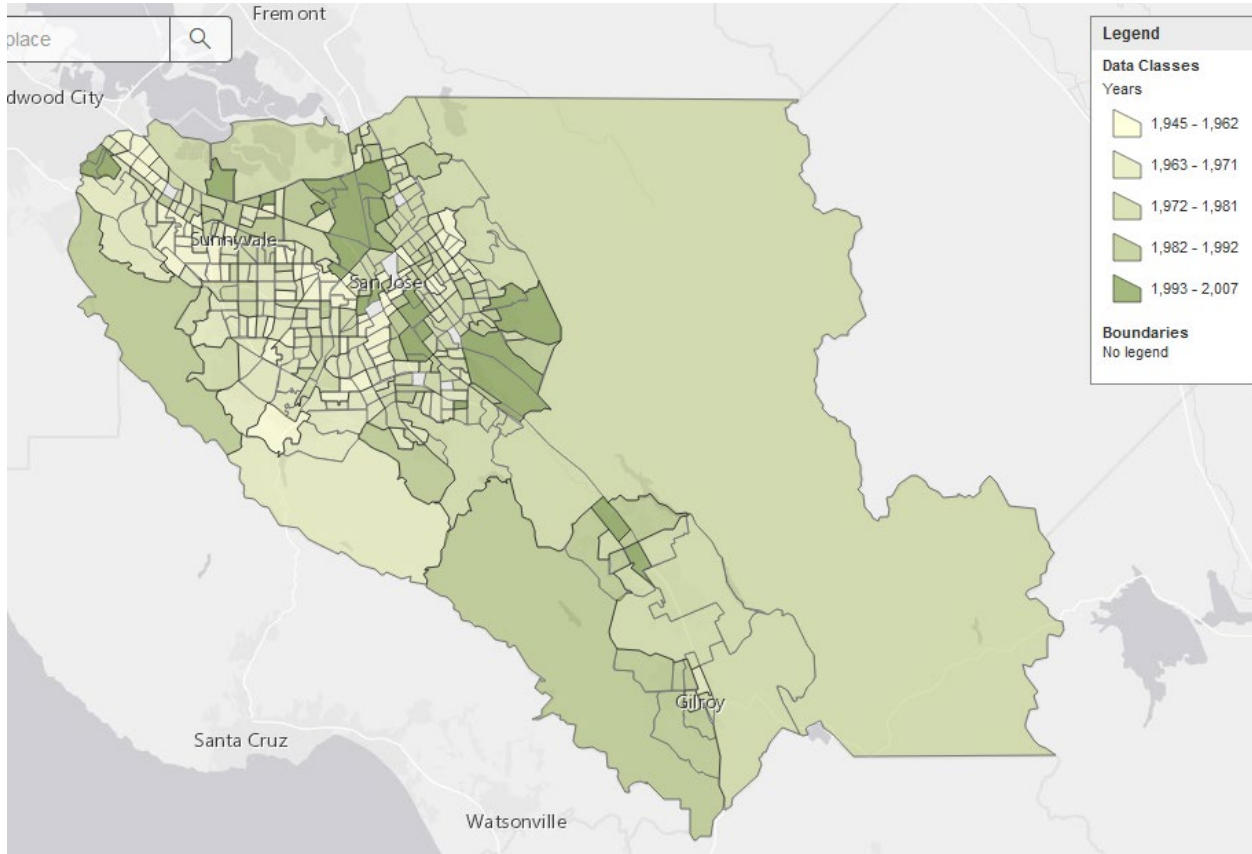 Fremont
place
dwood City
Sunnyvale
San Jose
Gilroy
Santa Cruz
Watsonville
Legend
Data Classes
Years
1,945 - 1,962
1,963 - 1,971
1,972 - 1,981
1,982 - 1,992
1,993 - 2,007
Boundaries
No legend